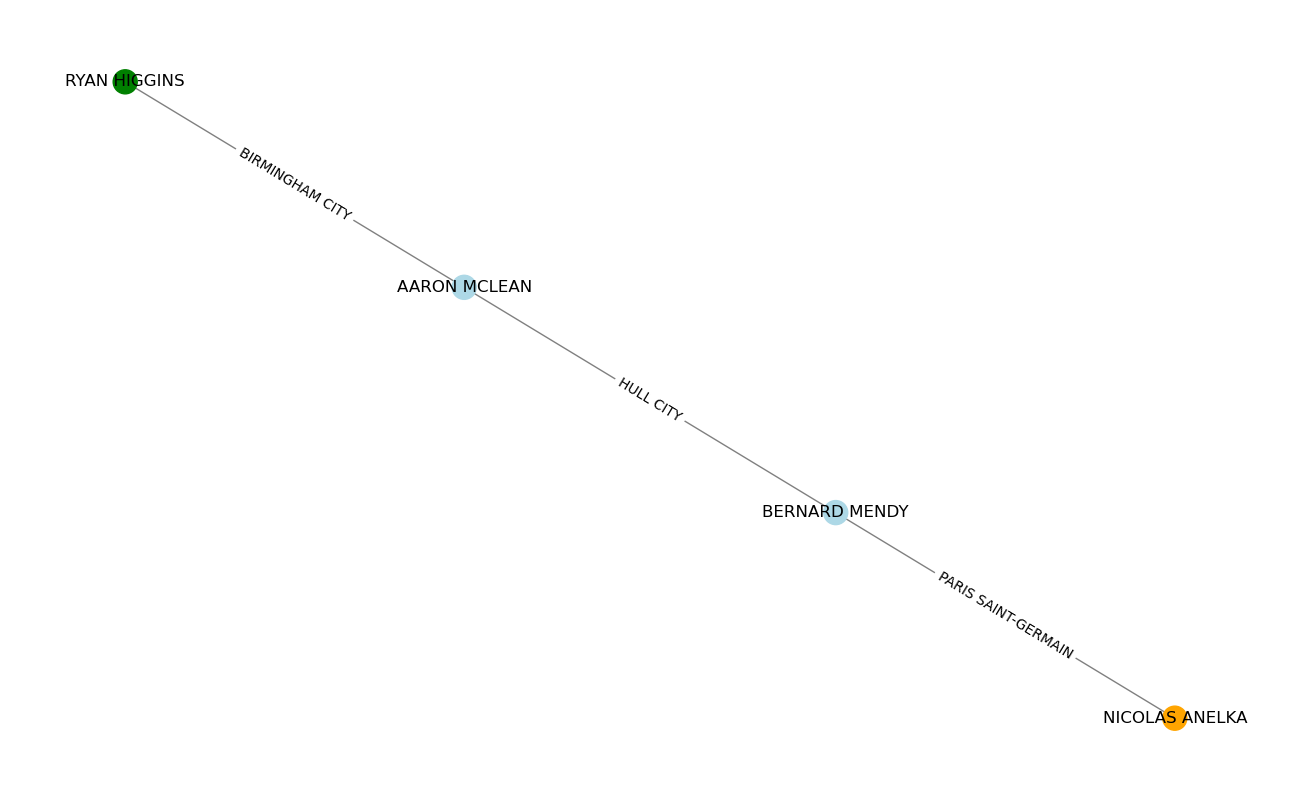 RYAN HIGGINS
BIRMINGHAM CITY
AARON MCLEAN
HULL CITY
BERNARD MENDY
PARIS SAINT-GERMAIN
NICOLAS ANELKA